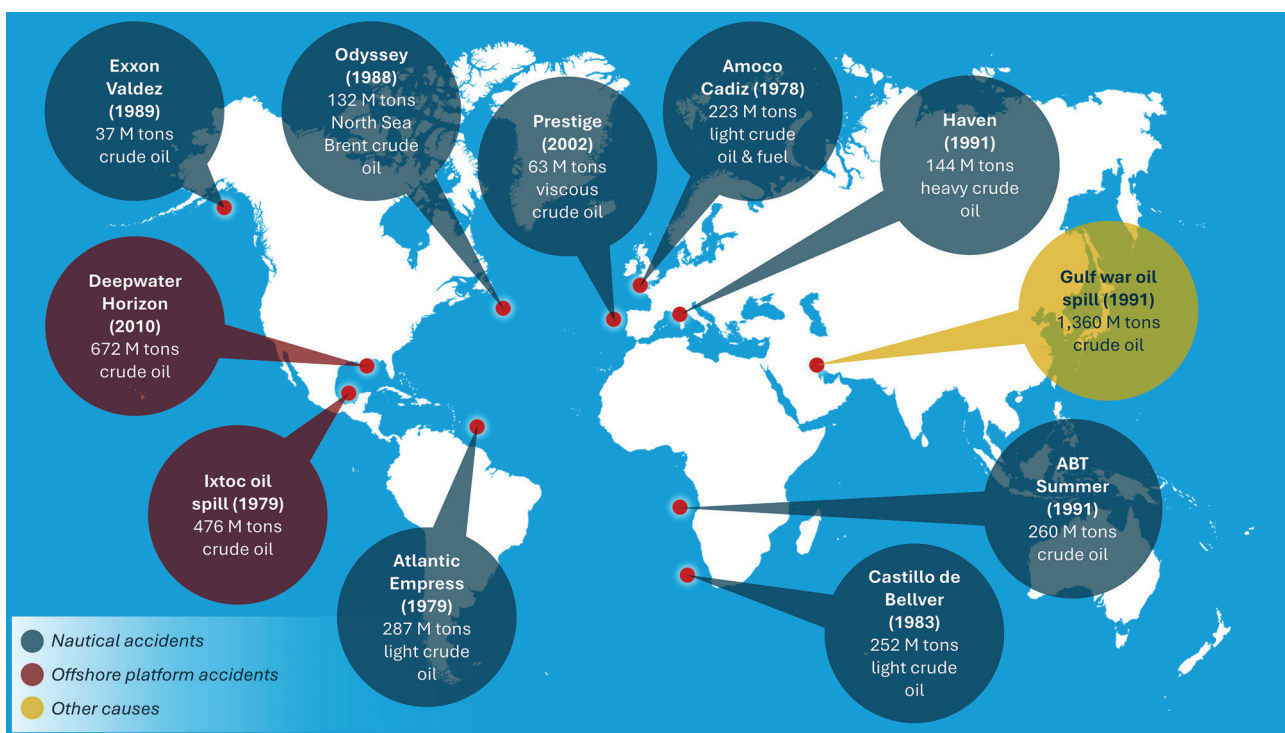 Exxon
Valdez
(1989)
37 M tons
crude oil
Odyssey
(1988)
132 M tons
North Sea
Brent crude
oil
Prestige
(2002)
63 M tons
viscous
crude oil
Amoco
Cadiz (1978)
223 M tons
light crude
oil & fuel
Haven
(1991)
144 M tons
heavy crude
oil
Deepwater
Horizon
(2010)
672 M tons
crude oil
Gulf war oil
spill (1991)
1,360 M tons
crude oil
Ixtoc oil
spill (1979)
476 M tons
crude oil
Atlantic
Empress
(1979)
287 M tons
light crude
oil
ABT
Summer
(1991)
260 M tons
crude oil
Castillo de
Bellver
(1983)
252 M tons
light crude
oil
Nautical accidents
Offshore platform accidents
Other causes